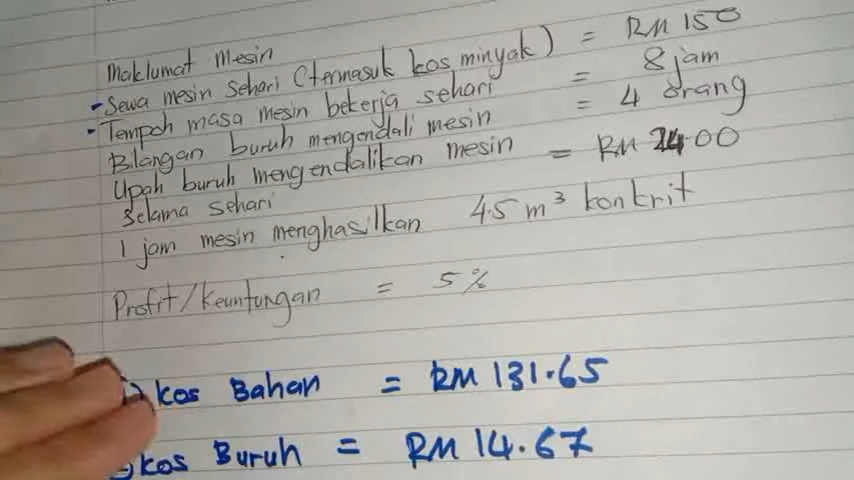 Maklumat mesin
- Sewa mesin sehari (termasuk kos minyak) = RM 150
- Tempoh masa mesin bekerja sehari = 8 jam
Bilangan buruh mengendali mesin = 4 orang
Upah buruh mengendalikan mesin = RM 400
selama sehari
1 jam mesin menghasilkan 4.5 m³ konkrit
Profit/Keuntungan = 5%
) Kos Bahan = RM 131.65
) kos Buruh = RM 14.67